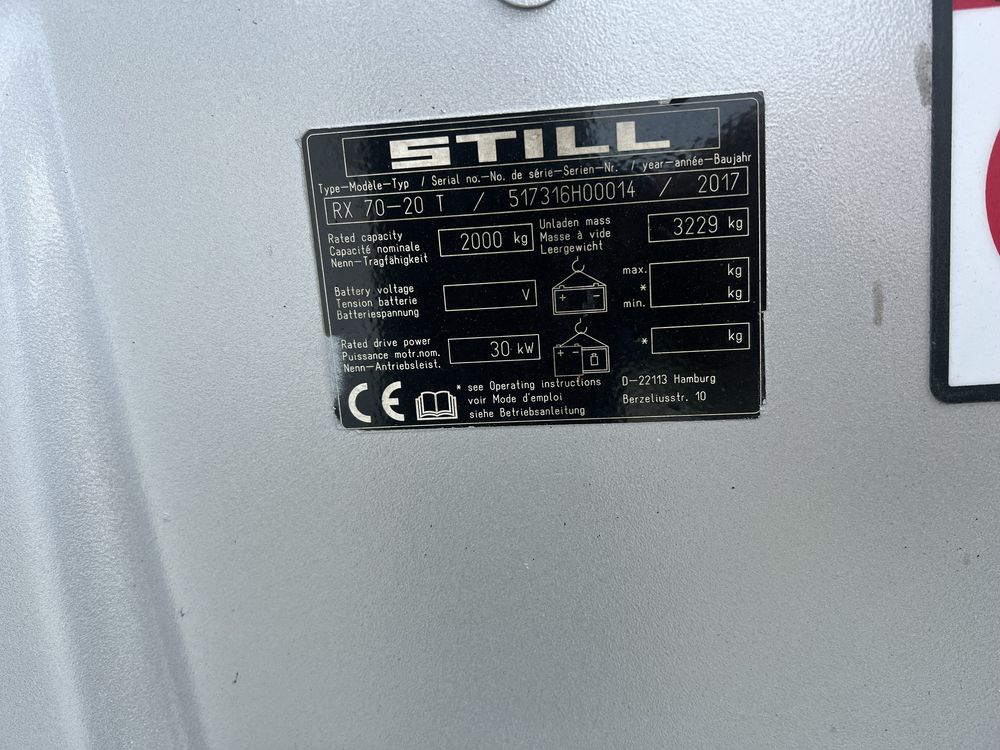 STILL
Type-Modèle-Typ / Serial no.-No. de série-Serien-Nr. / year-année-Baujahr
RX 70-20 T / 517316H00014 / 2017
Rated capacity
Capacité nominale
Nenn-Tragfähigkeit
2000 kg
Unladen mass
Masse à vide
Leergewicht
3229 kg
Battery voltage
Tension batterie
Batteriespannung
V
+ -
max. kg
*
min. kg
Rated drive power
Puissance motr.nom.
Nenn-Antriebsleist.
30 kW
+ -
* kg
CE
* see Operating instructions
voir Mode d'emploi
siehe Betriebsanleitung
D-22113 Hamburg
Berzeliusstr. 10